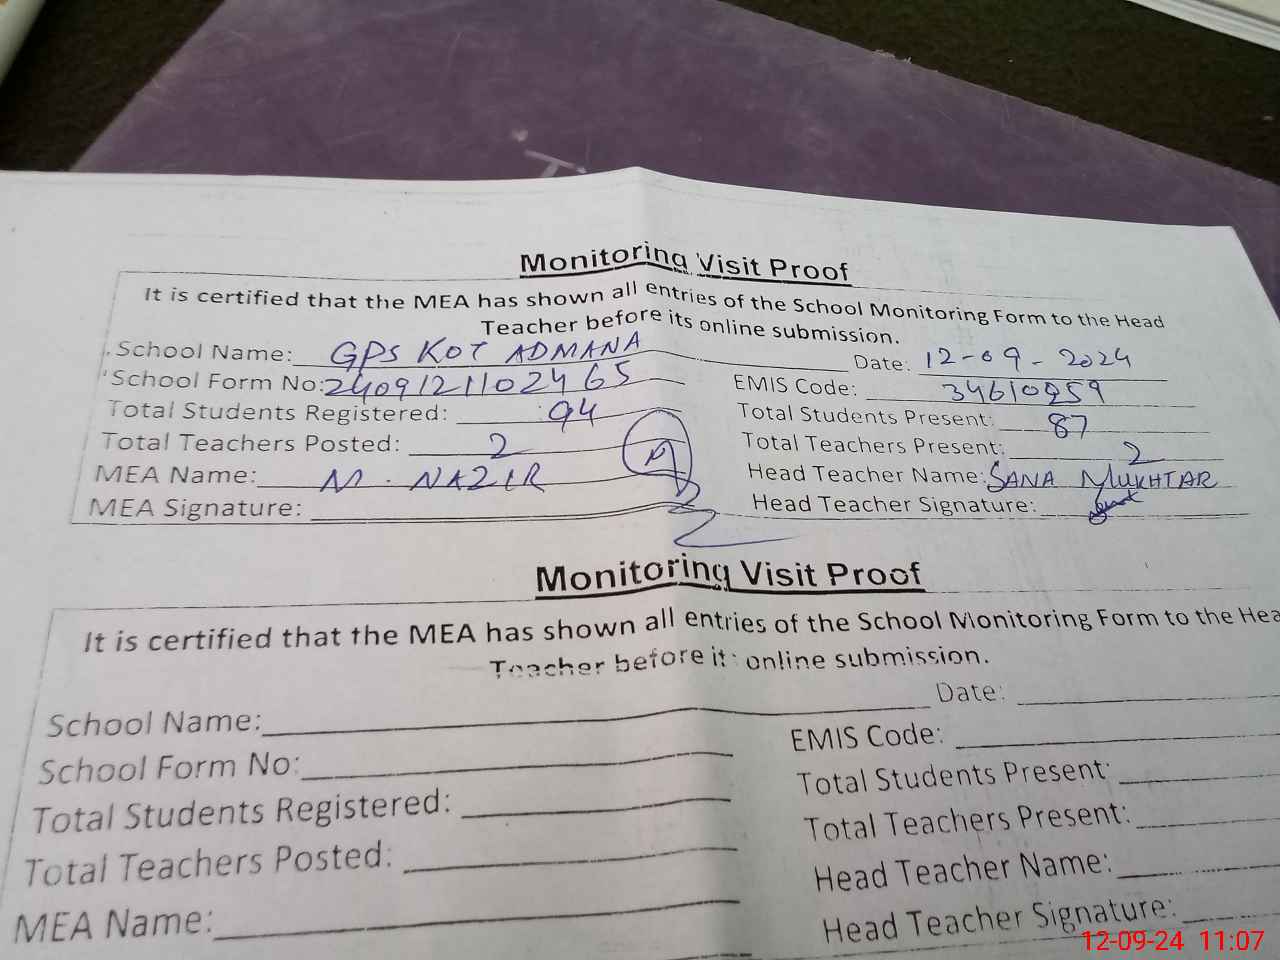 Monitoring Visit Proof
It is certified that the MEA has shown all entries of the School Monitoring Form to the Head
Teacher before its online submission.
School Name: GPS KOT ADMANA Date: 12-09-2024
School Form No: 240912110 2465 EMIS Code: 34610959
Total Students Registered: 94 Total Students Present: 87
Total Teachers Posted: 2 Total Teachers Present: 2
MEA Name: M. NAZIR Head Teacher Name: SANA MUKHTAR
MEA Signature: Head Teacher Signature:
Monitoring Visit Proof
It is certified that the MEA has shown all entries of the School Monitoring Form to the Hea
Teacher before its online submission.
School Name: Date:
School Form No: EMIS Code:
Total Students Registered: Total Students Present:
Total Teachers Posted: Total Teachers Present:
MEA Name: Head Teacher Name:
Head Teacher Signature:
12-09-24 11:07